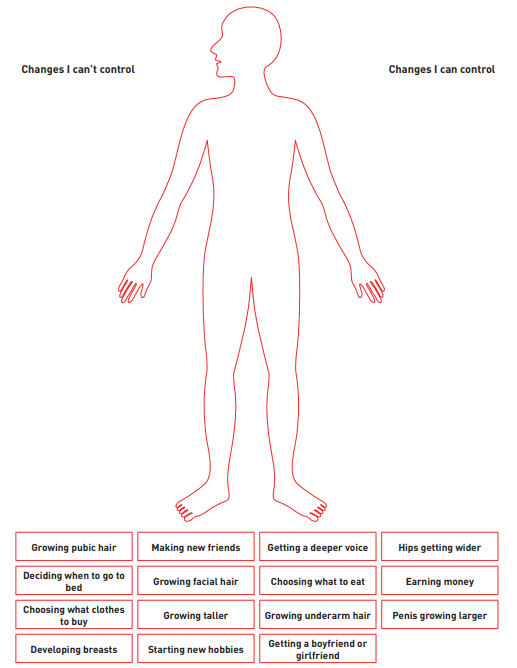 Changes I can't control
Changes I can control
Growing pubic hair
Making new friends
Getting a deeper voice
Hips getting wider
Deciding when to go to
bed
Growing facial hair
Choosing what to eat
Earning money
Choosing what clothes
to buy
Growing taller
Growing underarm hair
Penis growing larger
Developing breasts
Starting new hobbies
Getting a boyfriend or
girlfriend